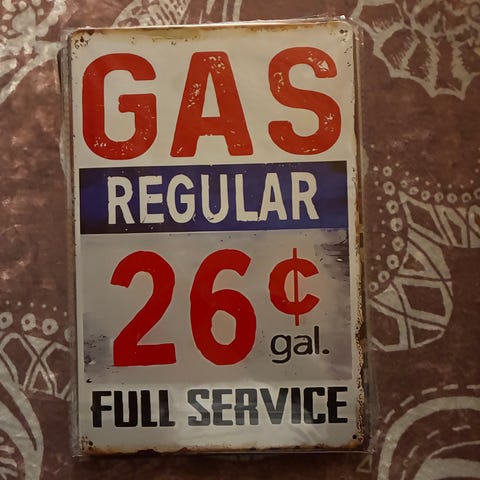 GAS
REGULAR
26¢ gal.
FULL SERVICE